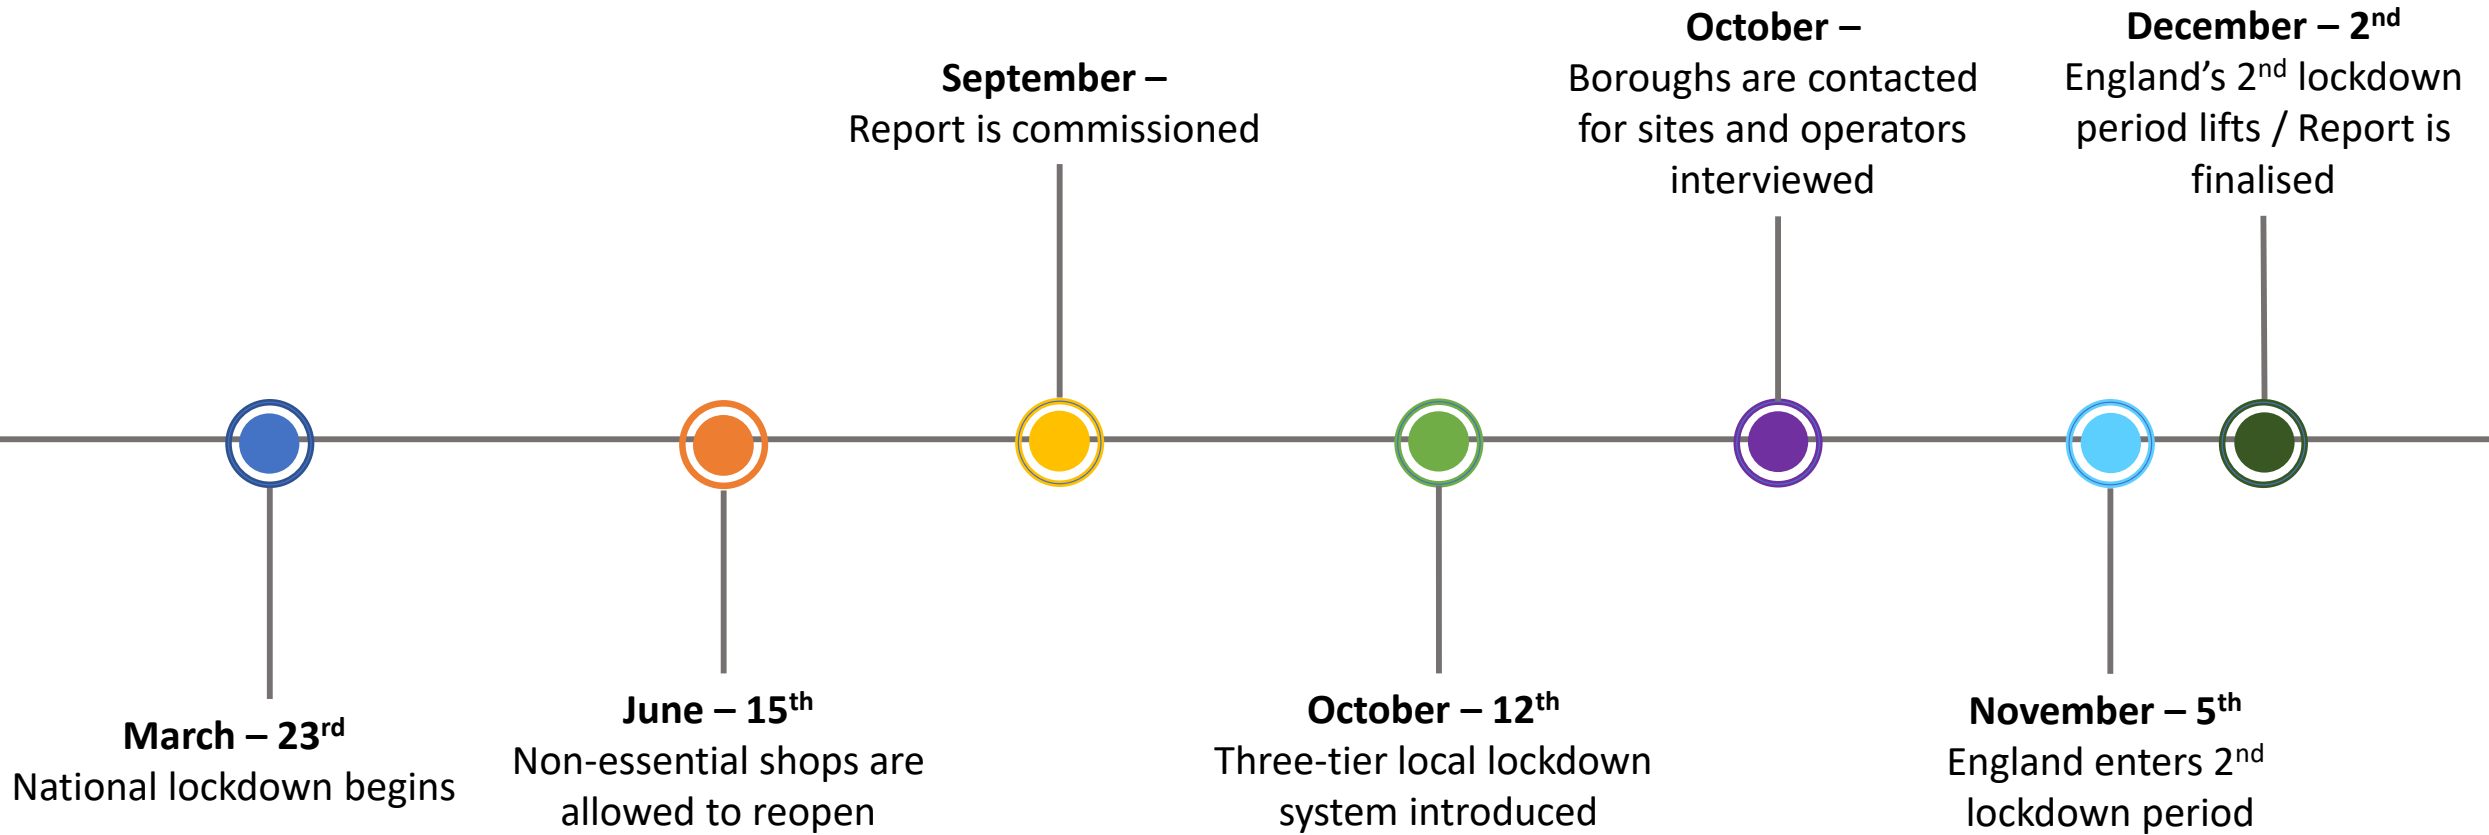 March – 23rd
National lockdown begins
June – 15th
Non-essential shops are
allowed to reopen
September –
Report is commissioned
October – 12th
Three-tier local lockdown
system introduced
October –
Boroughs are contacted
for sites and operators
interviewed
November – 5th
England enters 2nd
lockdown period
December – 2nd
England’s 2nd lockdown
period lifts / Report is
finalised